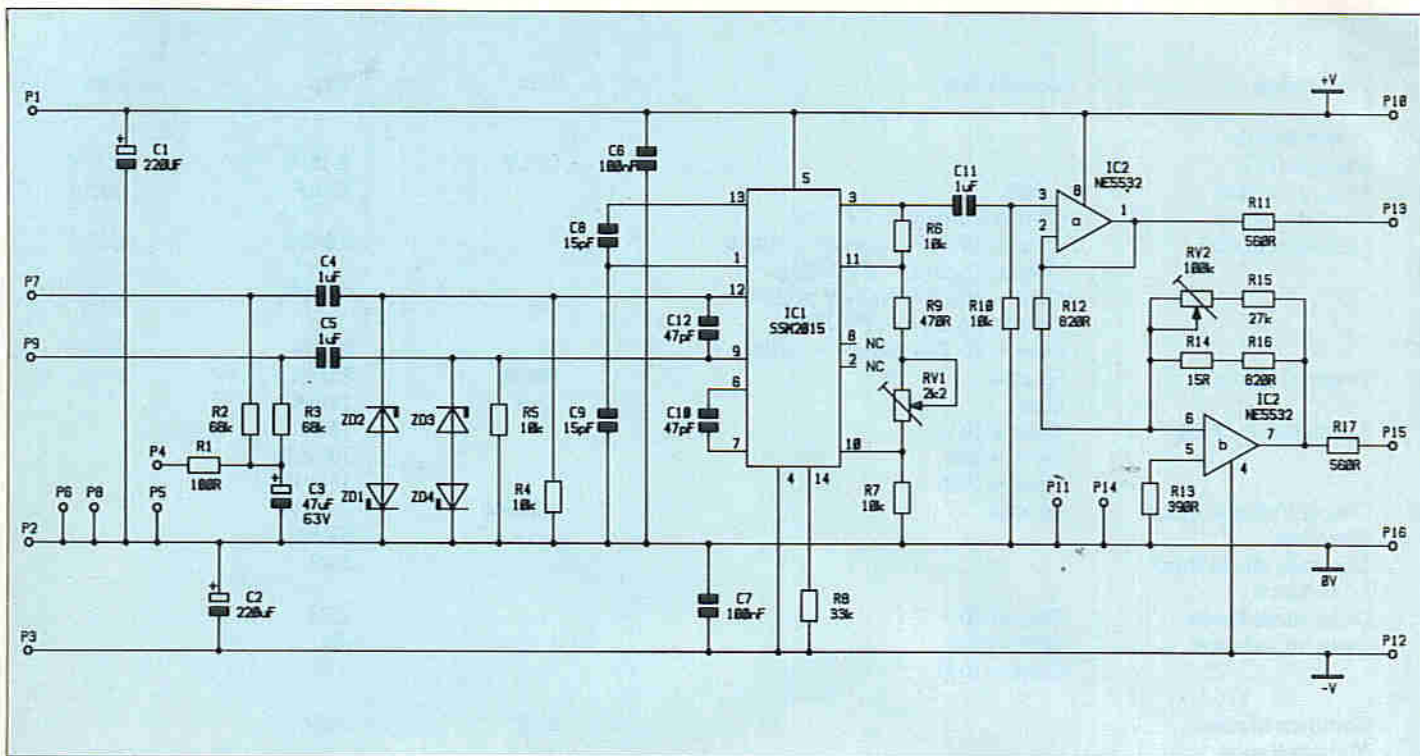 +V
P1
P10
C1
220UF
C6
100nF
IC2
NE5532
5
C11
1uF
13
3
3
8
a
1
R11
P13
2
560R
C8
15pF
R6
10k
RV2
100k
R15
27k
C4
1uF
1
11
P7
12
IC1
SSM2015
R9
470R
R10
10k
R12
820R
C5
1uF
C12
47pF
8
NC
R14
15R
R16
820R
P9
9
2
NC
RV1
2k2
IC2
NE5532
6
R2
68k
R3
68k
ZD2
ZD3
R5
10k
C9
15pF
C10
47pF
6
b
7
R17
P4
R1
100R
7
10
5
4
560R
P15
4
14
P6
P8
P5
C3
47uF
63V
ZD1
ZD4
R4
10k
R7
10k
P11
P14
R13
390R
P2
P16
0V
C2
220uF
C7
100nF
R8
33k
P3
P12
-V